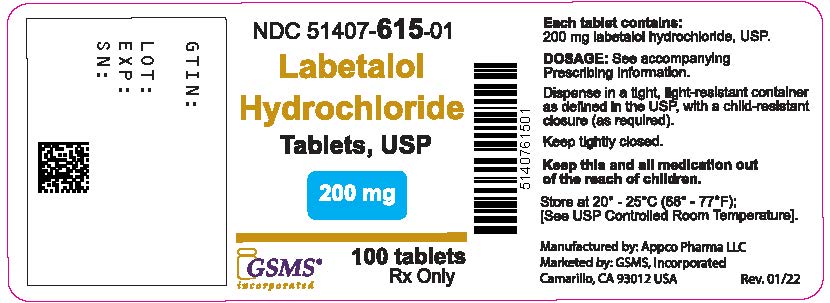 GTIN:
LOT:
EXP:
SN:
NDC 51407-615-01
Labetalol
Hydrochloride
Tablets, USP
200 mg
GSMS®
incorporated
100 tablets
Rx Only
5140761501
Each tablet contains:
200 mg labetalol hydrochloride, USP.
DOSAGE: See accompanying
Prescribing information.
Dispense in a tight, light-resistant container
as defined in the USP, with a child-resistant
closure (as required).
Keep tightly closed.
Keep this and all medication out
of the reach of children.
Store at 20° - 25°C (68° - 77°F);
[See USP Controlled Room Temperature].
Manufactured by: Appco Pharma LLC
Marketed by: GSMS, Incorporated
Camarillo, CA 93012 USA Rev. 01/22